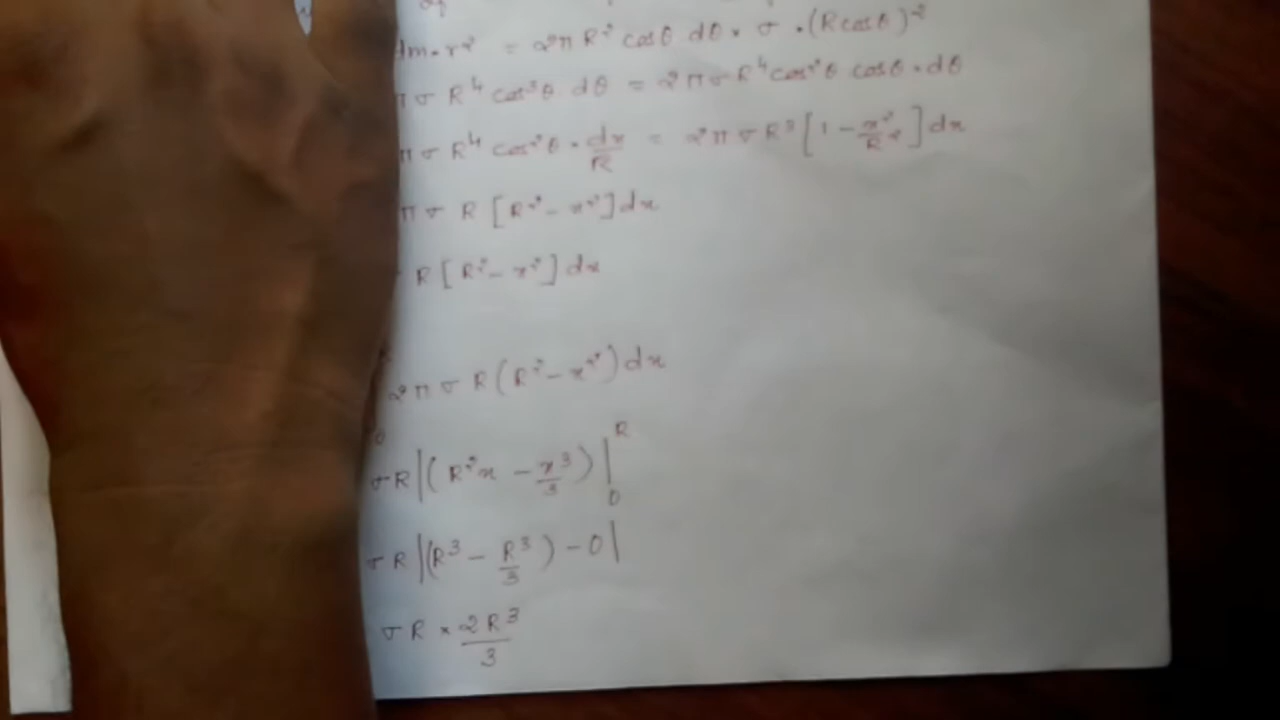 dm·r² = 2π R² cosθ dθ × σ · (R cosθ)²
π σ R⁴ cos³θ dθ = 2π σ R⁴ cos²θ cosθ · dθ
π σ R⁴ cos²θ · dx/R = 2π σ R³ [1 - x²/R²] dx
π σ R [R² - x²] dx
R [R² - x²] dx
2π σ R (R² - x²) dx
0
σ R |(R²x - x³/3)|₀ᴿ
σ R |(R³ - R³/3) - 0|
σ R × 2R³/3